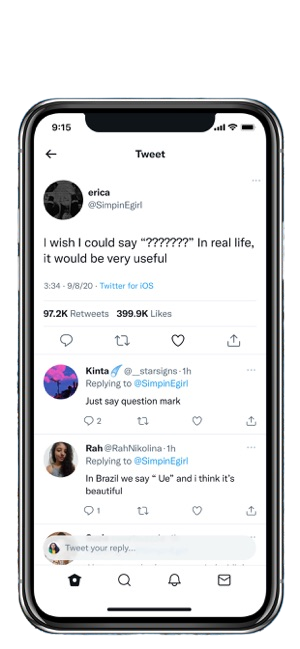 9:15
Tweet
erica
@SimpinEgirl
I wish I could say “???????” In real life,
it would be very useful
3:34 · 9/8/20 · Twitter for iOS
97.2K Retweets 399.9K Likes
Kinta @__starsigns · 1h
Replying to @SimpinEgirl
Just say question mark
2
Rah @RahNikolina · 1h
Replying to @SimpinEgirl
In Brazil we say “ Ue” and i think it’s
beautiful
1
Tweet your reply...